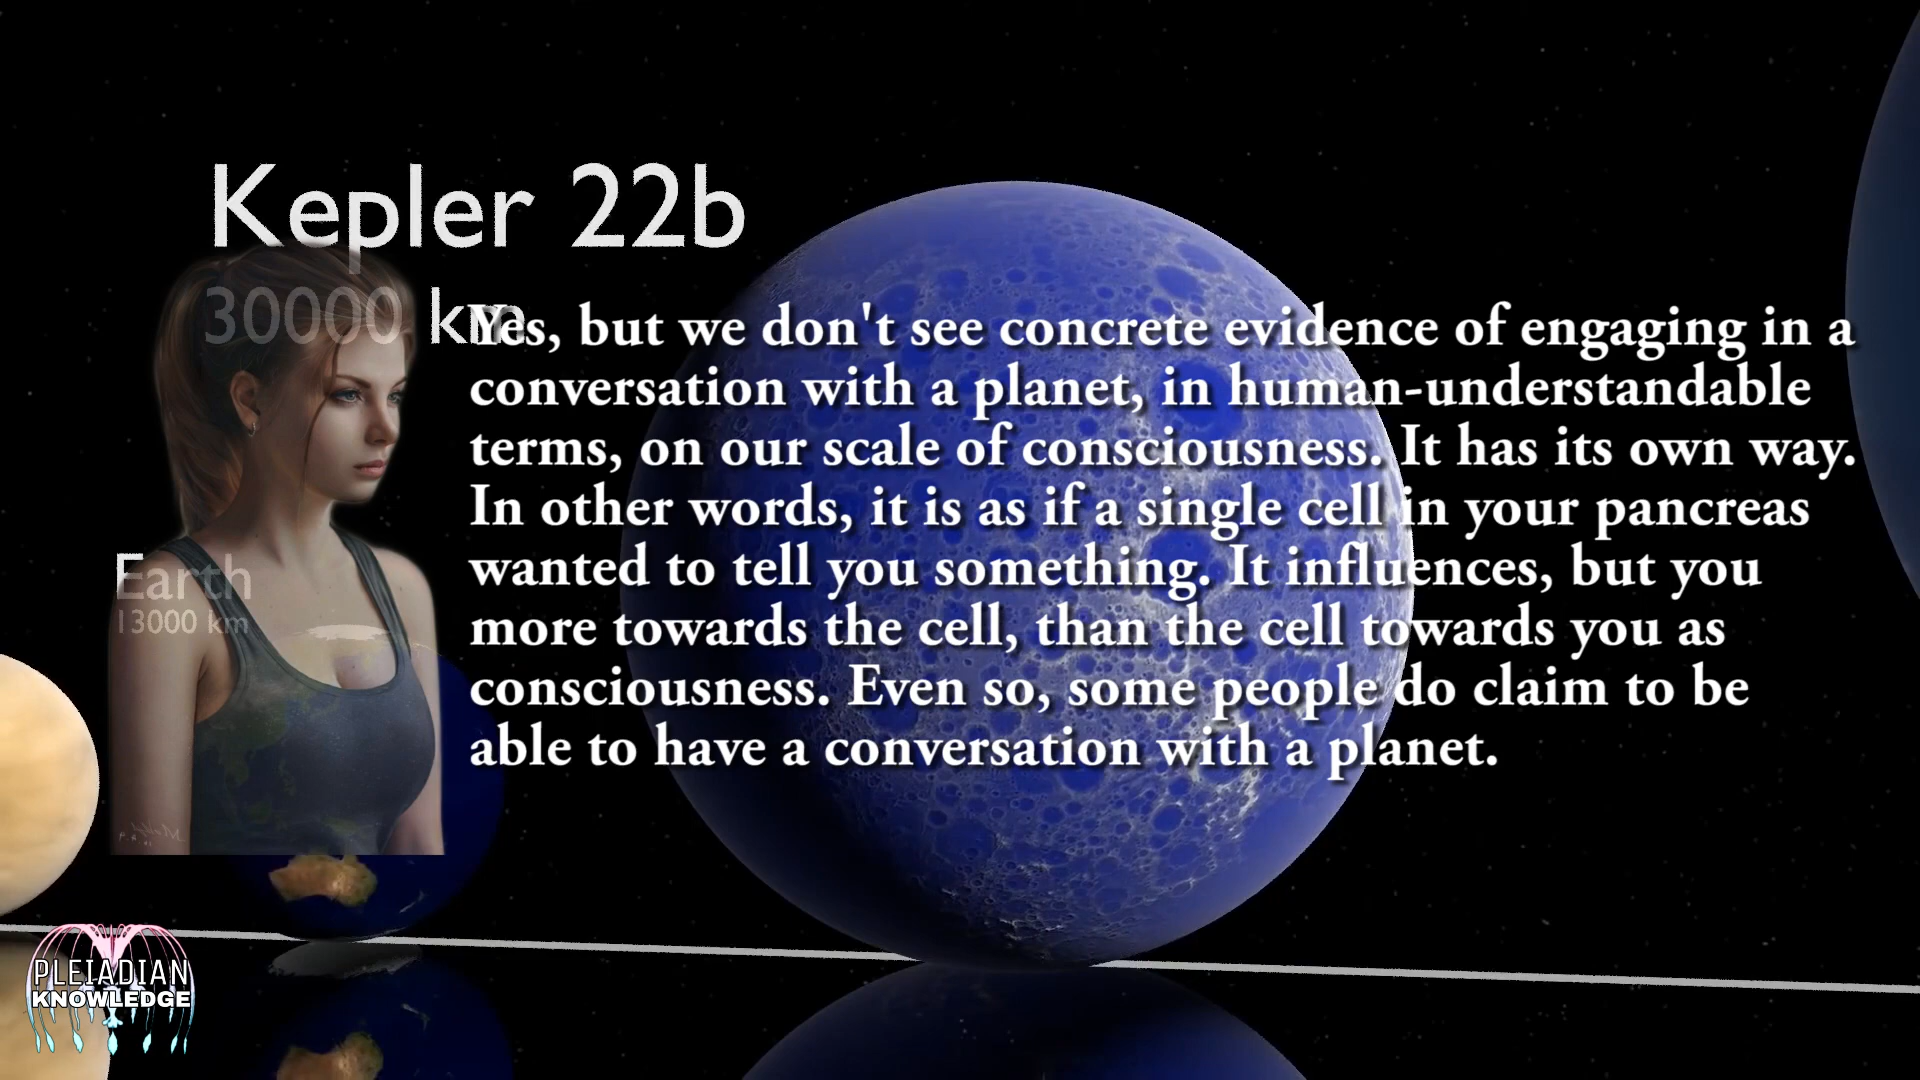 Kepler 22b
30000 km
Yes, but we don't see concrete evidence of engaging in a
conversation with a planet, in human-understandable
terms, on our scale of consciousness. It has its own way.
In other words, it is as if a single cell in your pancreas
wanted to tell you something. It influences, but you
more towards the cell, than the cell towards you as
consciousness. Even so, some people do claim to be
able to have a conversation with a planet.
Earth
13000 km
PLEIADIAN
KNOWLEDGE